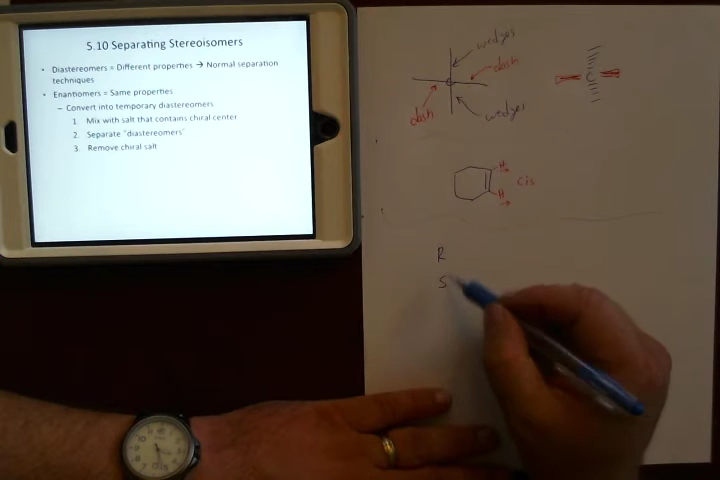 5.10 Separating Stereoisomers
• Diastereomers = Different properties → Normal separation
techniques
• Enantiomers = Same properties
– Convert into temporary diastereomers
1. Mix with salt that contains chiral center
2. Separate "diastereomers"
3. Remove chiral salt
wedges
dash
C
dash
wedges
C
H
cis
H
R
S